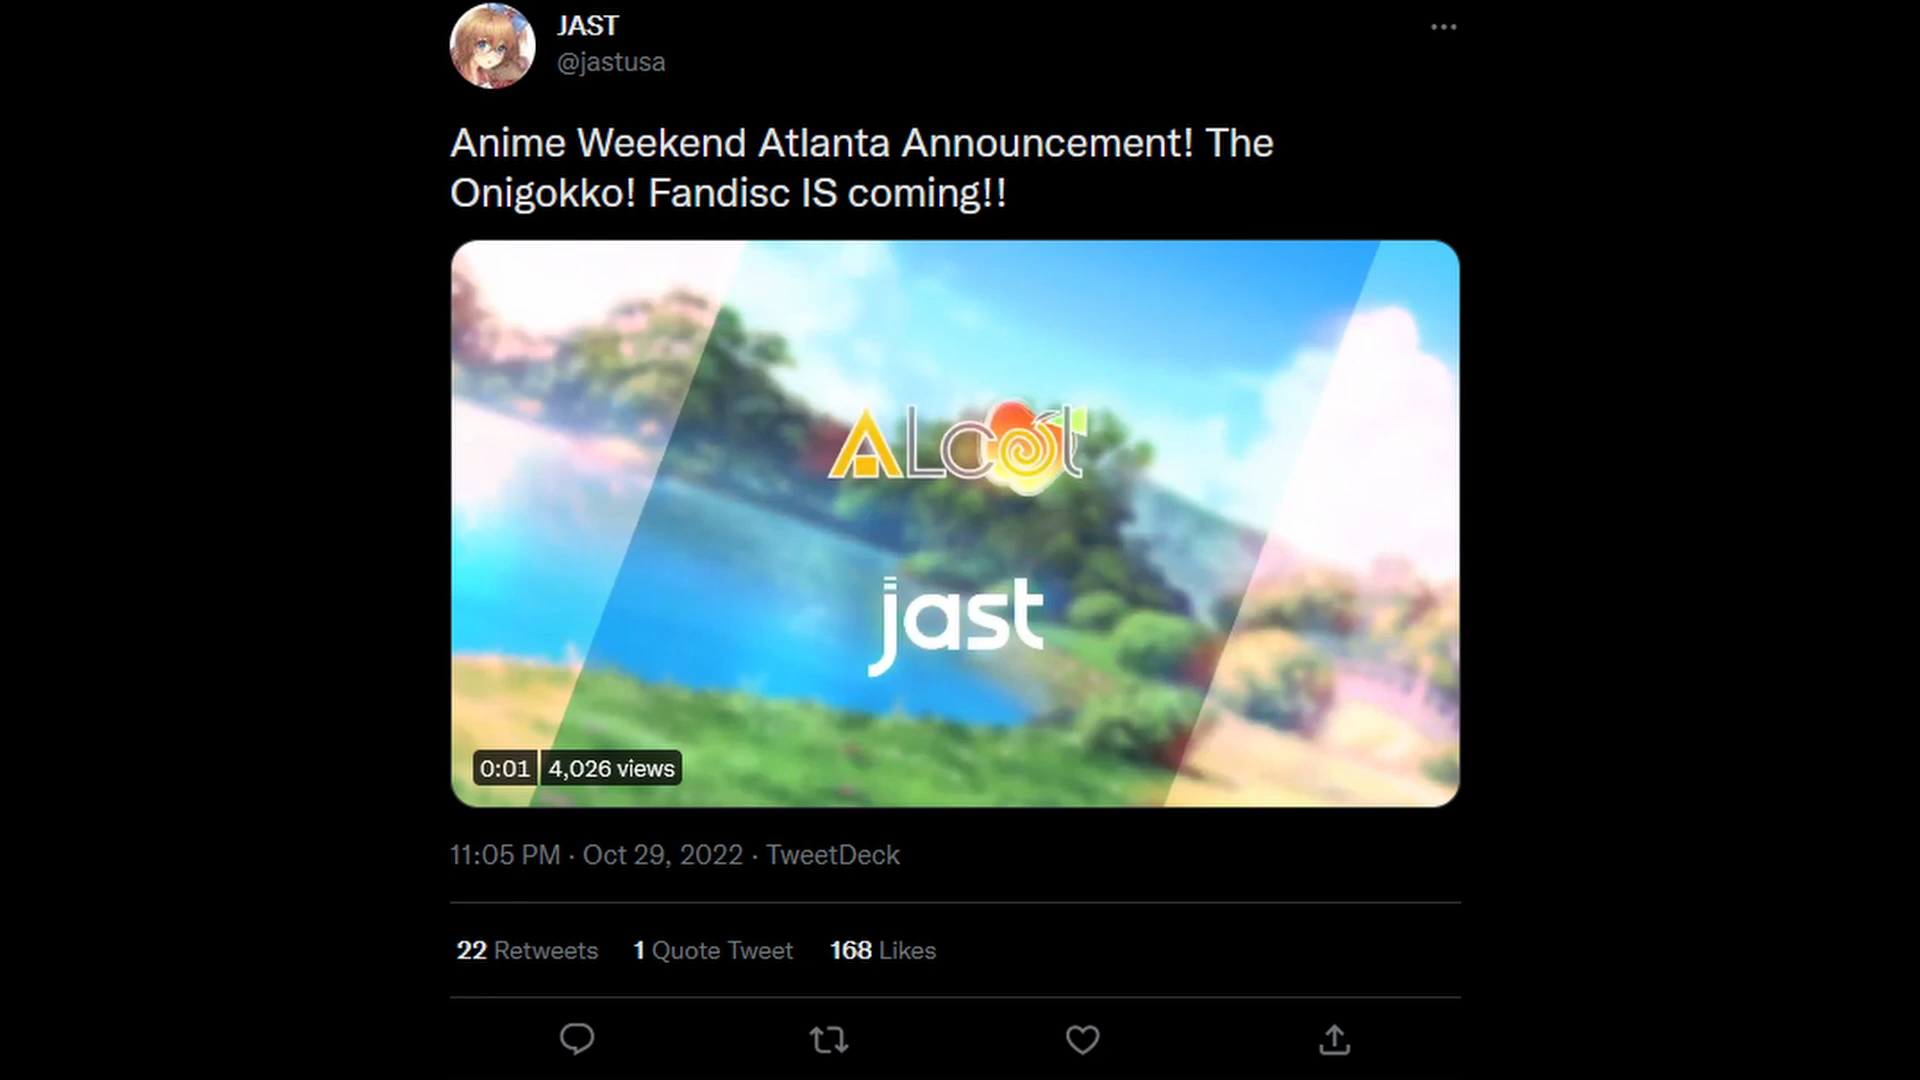 JAST
@jastusa
Anime Weekend Atlanta Announcement! The
Onigokko! Fandisc IS coming!!
ALcot
jast
0:01 4,026 views
11:05 PM · Oct 29, 2022 · TweetDeck
22 Retweets 1 Quote Tweet 168 Likes